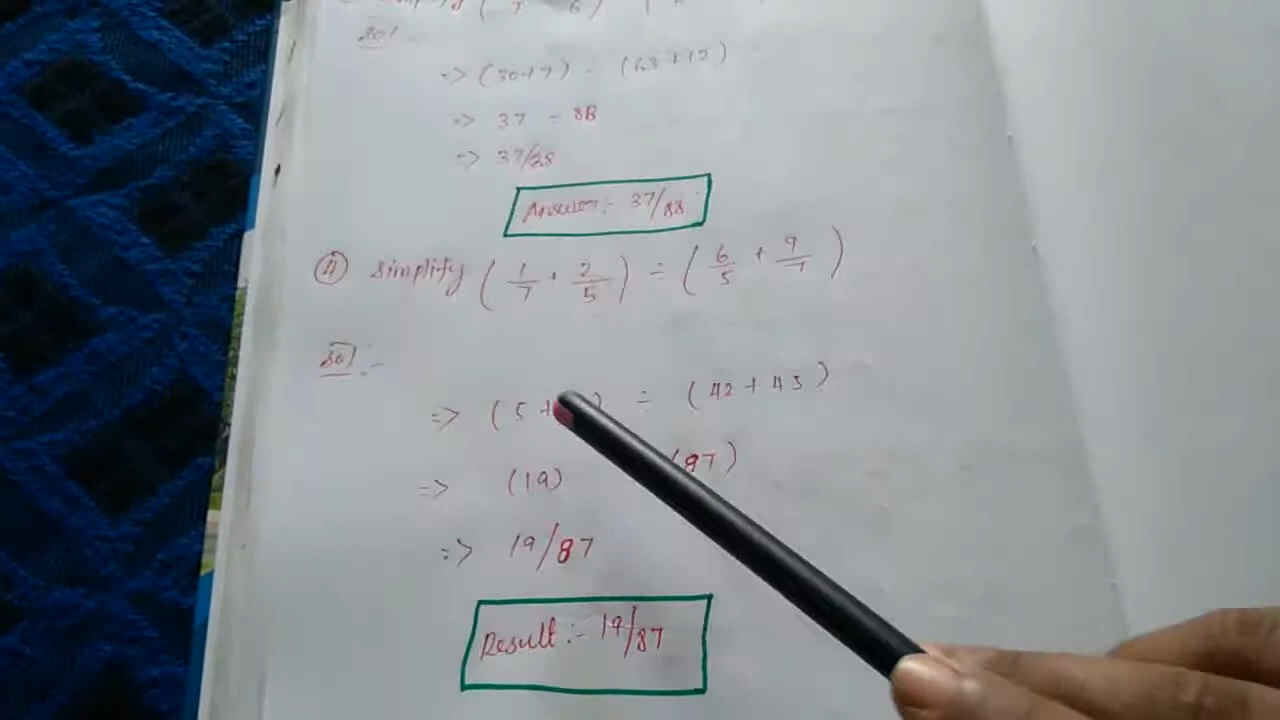 Sol
=> (30+7) ÷ (63+12)
=> 37 ÷ 88
=> 37/88
Answer:- 37/88
④ Simplify (1/7 + 2/5) ÷ (6/5 + 9/7)
Sol:-
=> (5 + ) ÷ (42 + 45)
=> (19) (87)
=> 19/87
Result:- 19/87